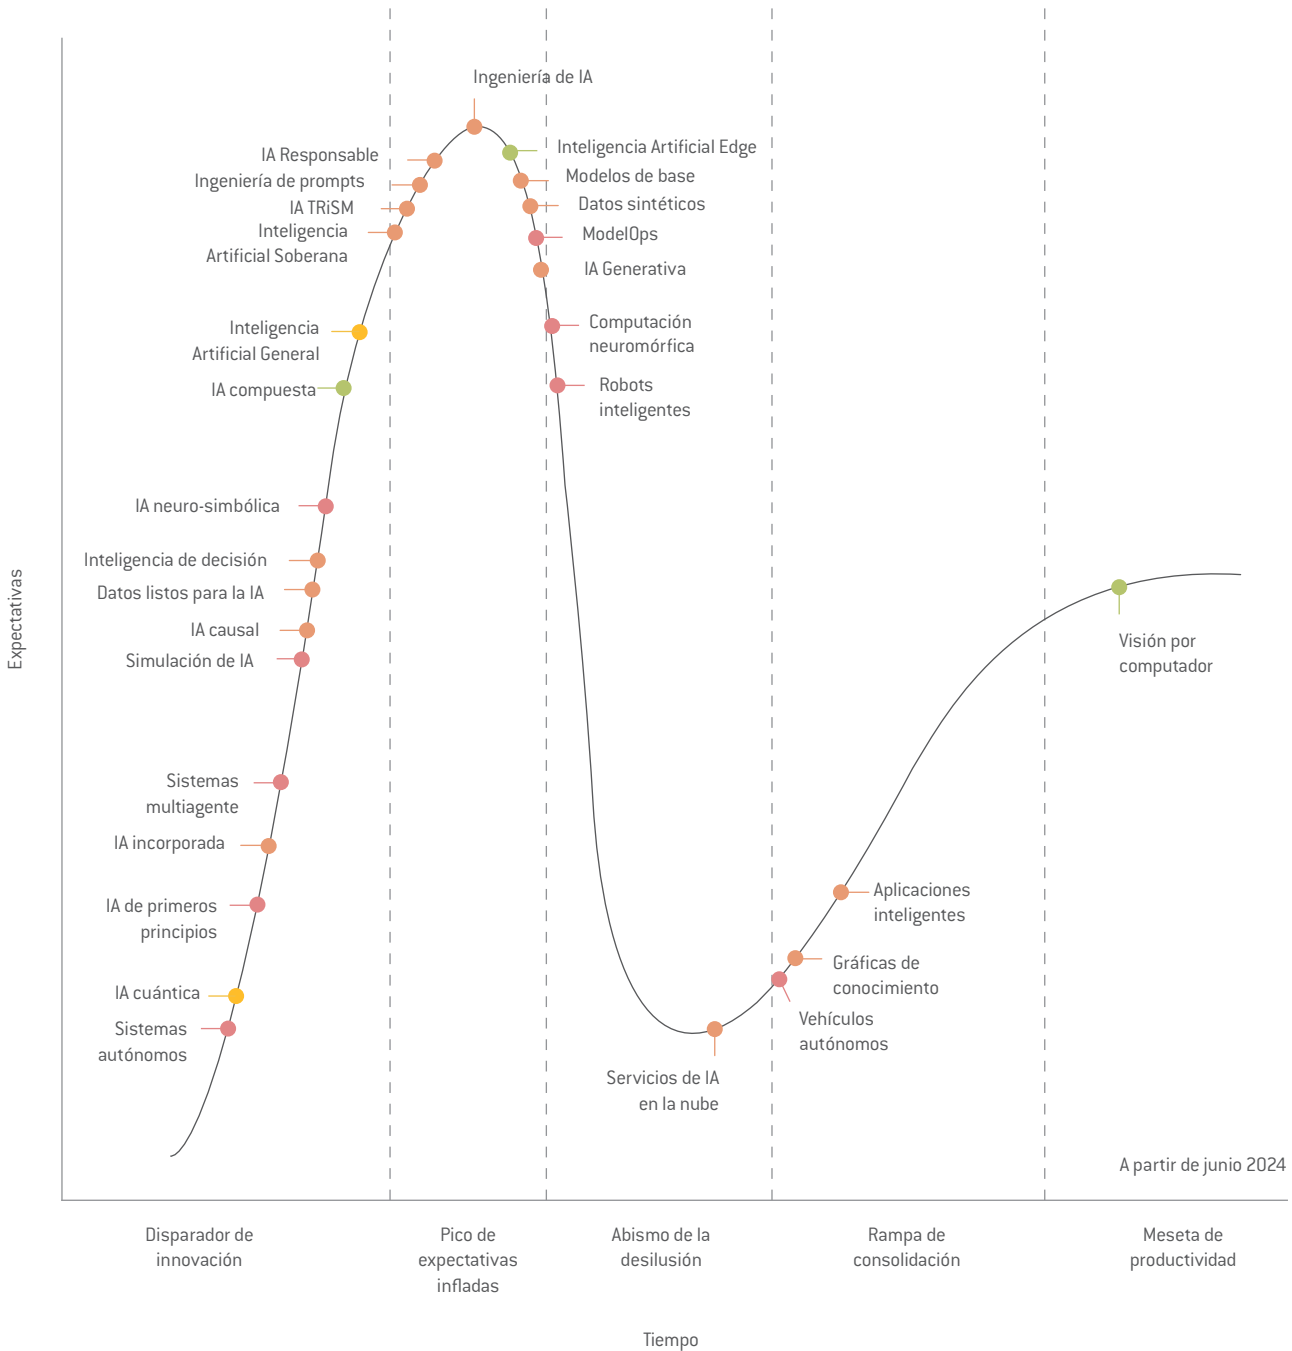 Ingeniería de IA
IA Responsable
Ingeniería de prompts
IA TRiSM
Inteligencia
Artificial Soberana
Inteligencia
Artificial General
IA compuesta
IA neuro-simbólica
Inteligencia de decisión
Datos listos para la IA
IA causal
Simulación de IA
Sistemas
multiagente
IA incorporada
IA de primeros
principios
IA cuántica
Sistemas
autónomos
Inteligencia Artificial Edge
Modelos de base
Datos sintéticos
ModelOps
IA Generativa
Computación
neuromórfica
Robots
inteligentes
Servicios de IA
en la nube
Vehículos
autónomos
Gráficas de
conocimiento
Aplicaciones
inteligentes
Visión por
computador
A partir de junio 2024
Expectativas
Disparador de
innovación
Pico de
expectativas
infladas
Abismo de la
desilusión
Rampa de
consolidación
Meseta de
productividad
Tiempo